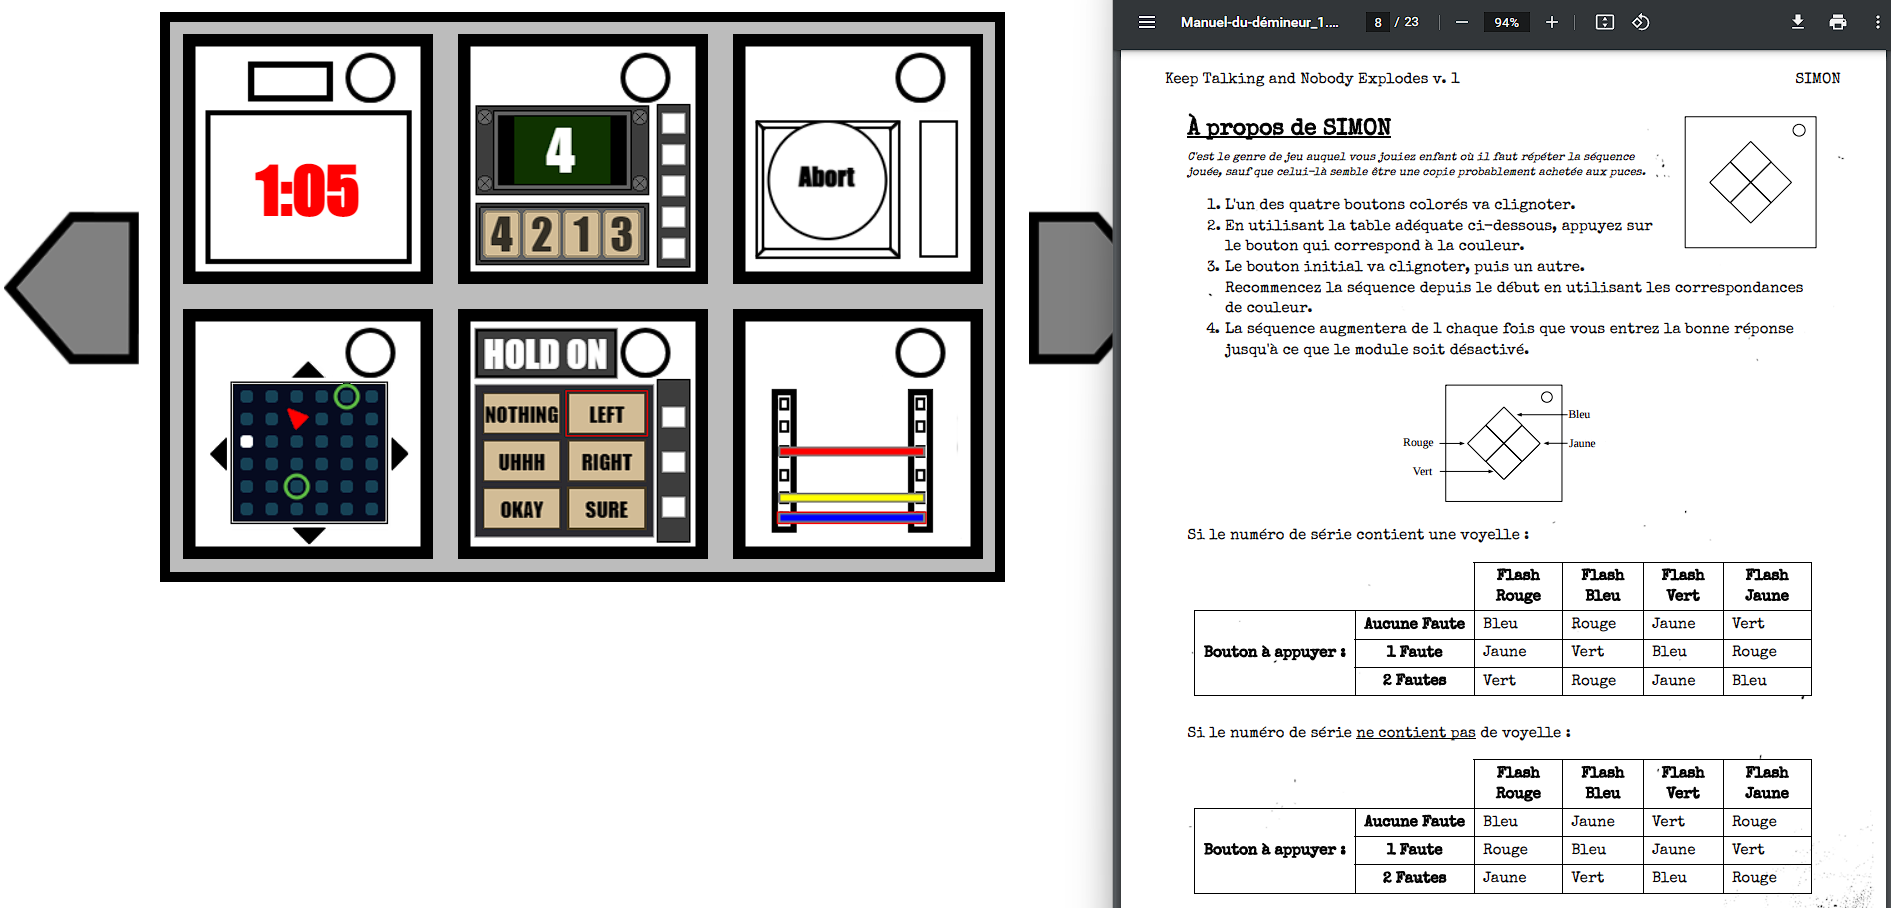 1:05
4
4 2 1 3
Abort
HOLD ON
NOTHING LEFT
UHHH RIGHT
OKAY SURE
Manuel-du-démineur_1....
8 / 23
94%
Keep Talking and Nobody Explodes v. 1
SIMON
À propos de SIMON
C'est le genre de jeu auquel vous jouiez enfant où il faut répéter la séquence
jouée, sauf que celui-là semble être une copie probablement achetée aux puces.
1. L'un des quatre boutons colorés va clignoter.
2. En utilisant la table adéquate ci-dessous, appuyez sur
le bouton qui correspond à la couleur.
3. Le bouton initial va clignoter, puis un autre.
Recommencez la séquence depuis le début en utilisant les correspondances
de couleur.
4. La séquence augmentera de 1 chaque fois que vous entrez la bonne réponse
jusqu'à ce que le module soit désactivé.
Bleu
Rouge
Jaune
Vert
Si le numéro de série contient une voyelle :
Flash Flash Flash Flash
Rouge Bleu Vert Jaune
Aucune Faute Bleu Rouge Jaune Vert
Bouton à appuyer : 1 Faute Jaune Vert Bleu Rouge
2 Fautes Vert Rouge Jaune Bleu
Si le numéro de série ne contient pas de voyelle :
Flash Flash Flash Flash
Rouge Bleu Vert Jaune
Aucune Faute Bleu Jaune Vert Rouge
Bouton à appuyer : 1 Faute Rouge Bleu Jaune Vert
2 Fautes Jaune Vert Bleu Rouge